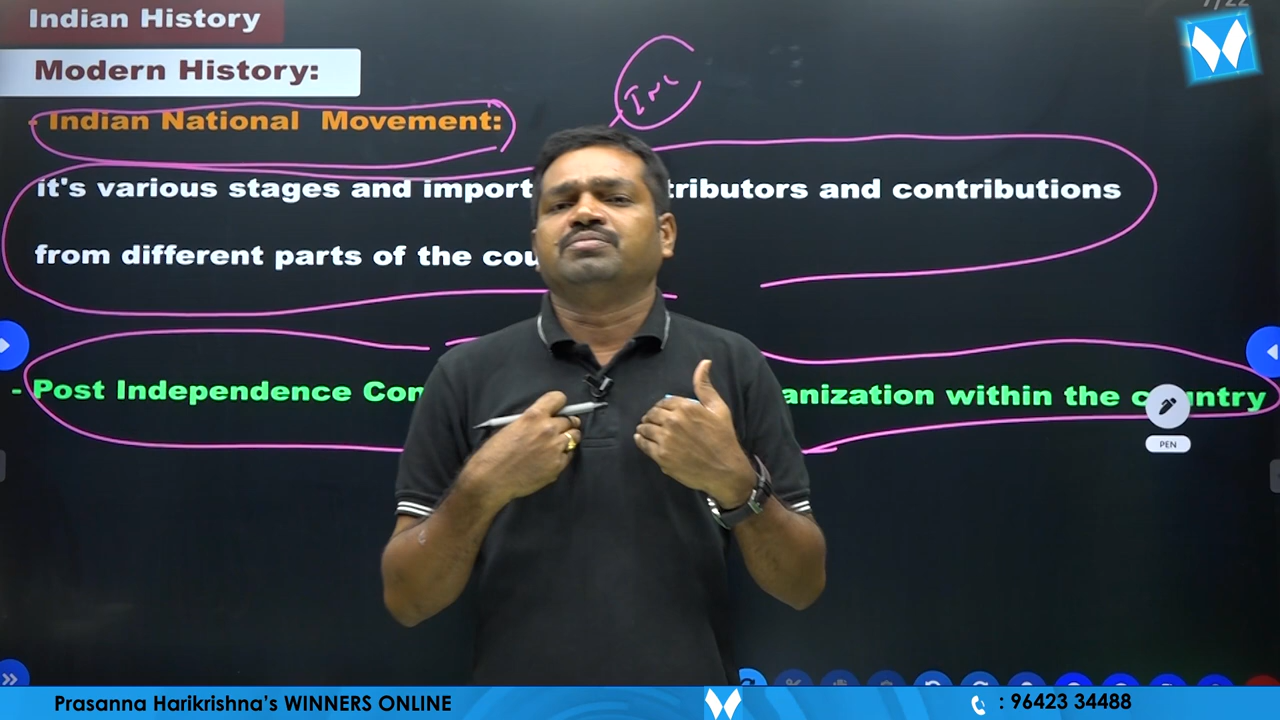 Indian History
Modern History:
INC
- Indian National Movement:
it's various stages and import tributors and contributions
from different parts of the cou
- Post Independence Con anization within the c ntry
PEN
Prasanna Harikrishna's WINNERS ONLINE
: 96423 34488